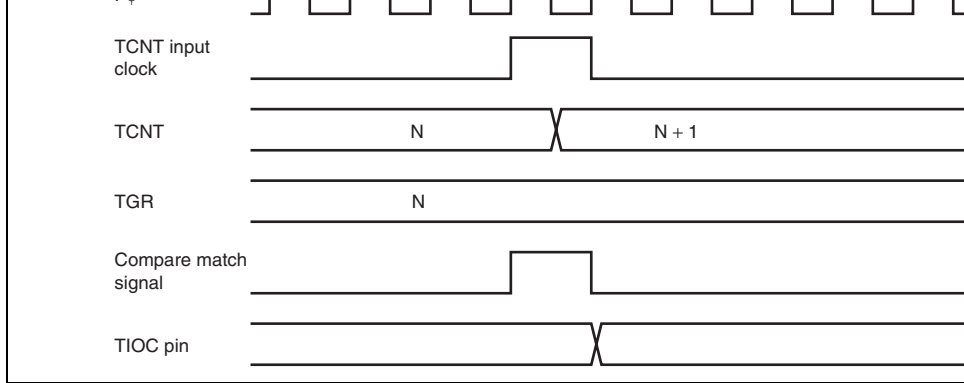 TCNT input
clock
TCNT
N
N + 1
TGR
N
Compare match
signal
TIOC pin